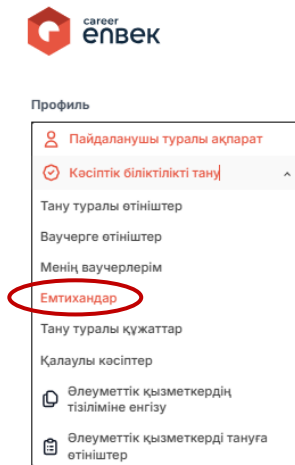 career
enbek
Профиль
Пайдаланушы туралы ақпарат
Кәсіптік біліктілікті тану
Тану туралы өтініштер
Ваучерге өтініштер
Менің ваучерлерім
Емтихандар
Тану туралы құжаттар
Қалаулы кәсіптер
Әлеуметтік қызметкердің
тізіліміне енгізу
Әлеуметтік қызметкерді тануға
өтініштер